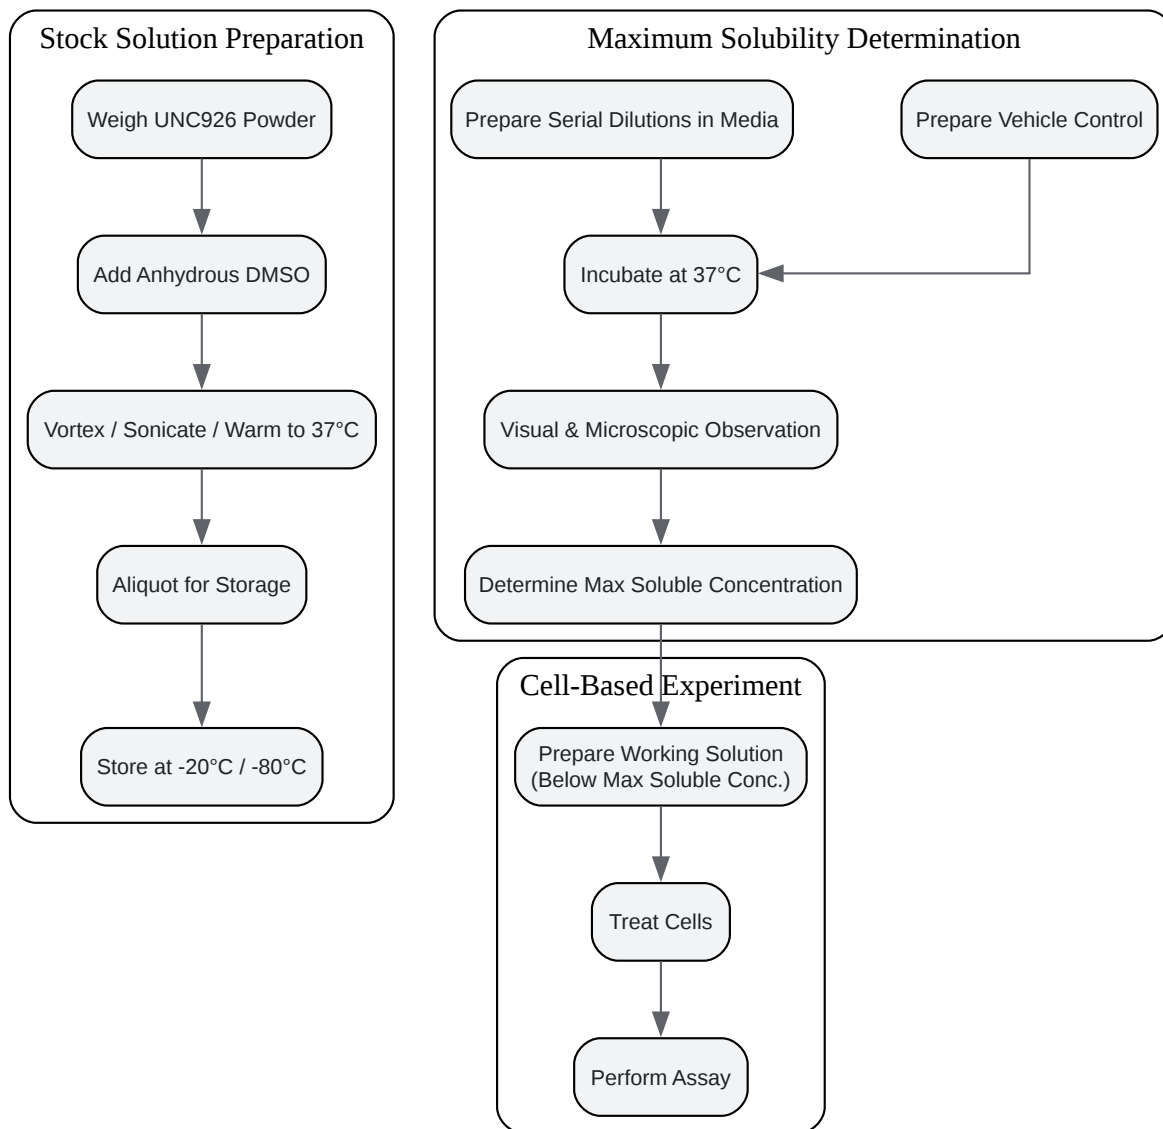 Stock Solution Preparation
Weigh UNC926 Powder
Add Anhydrous DMSO
Vortex / Sonicate / Warm to 37°C
Aliquot for Storage
Store at -20°C / -80°C
Maximum Solubility Determination
Prepare Serial Dilutions in Media
Prepare Vehicle Control
Incubate at 37°C
Visual & Microscopic Observation
Determine Max Soluble Concentration
Cell-Based Experiment
Prepare Working Solution
(Below Max Soluble Conc.)
Treat Cells
Perform Assay